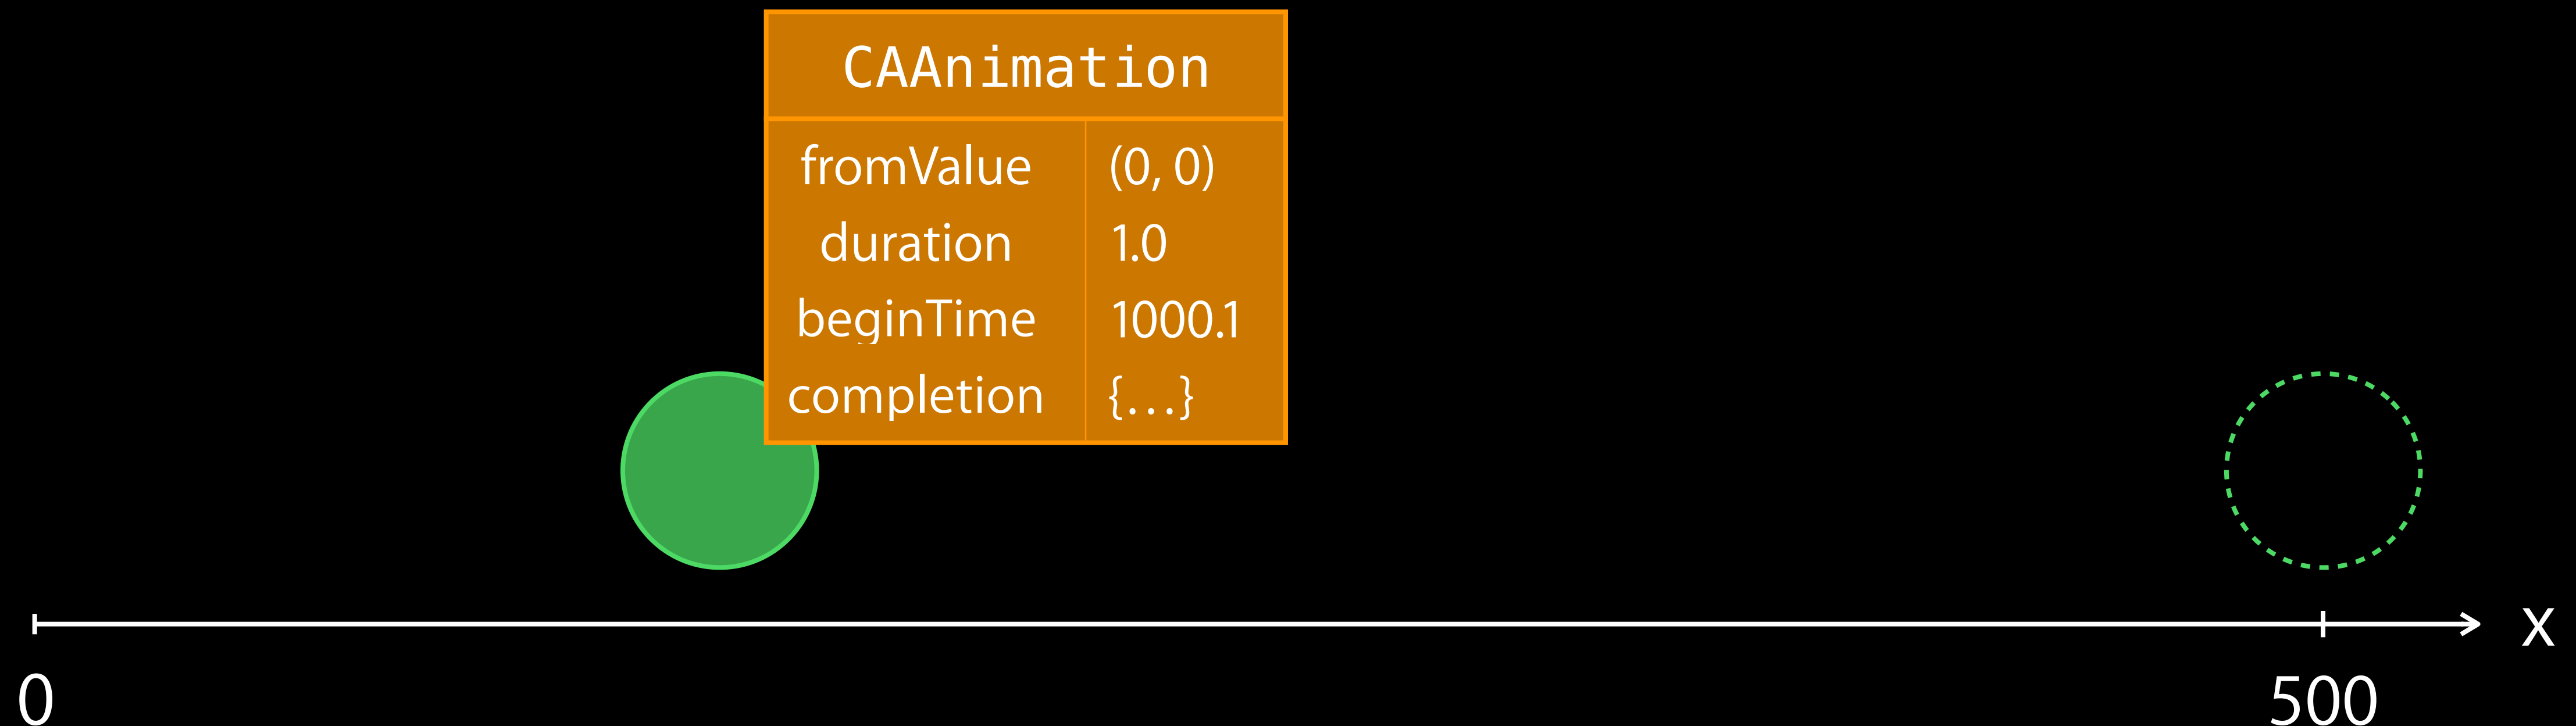 CAAnimation
fromValue (0, 0)
duration 1.0
beginTime 1000.1
completion {…}
x
0 500